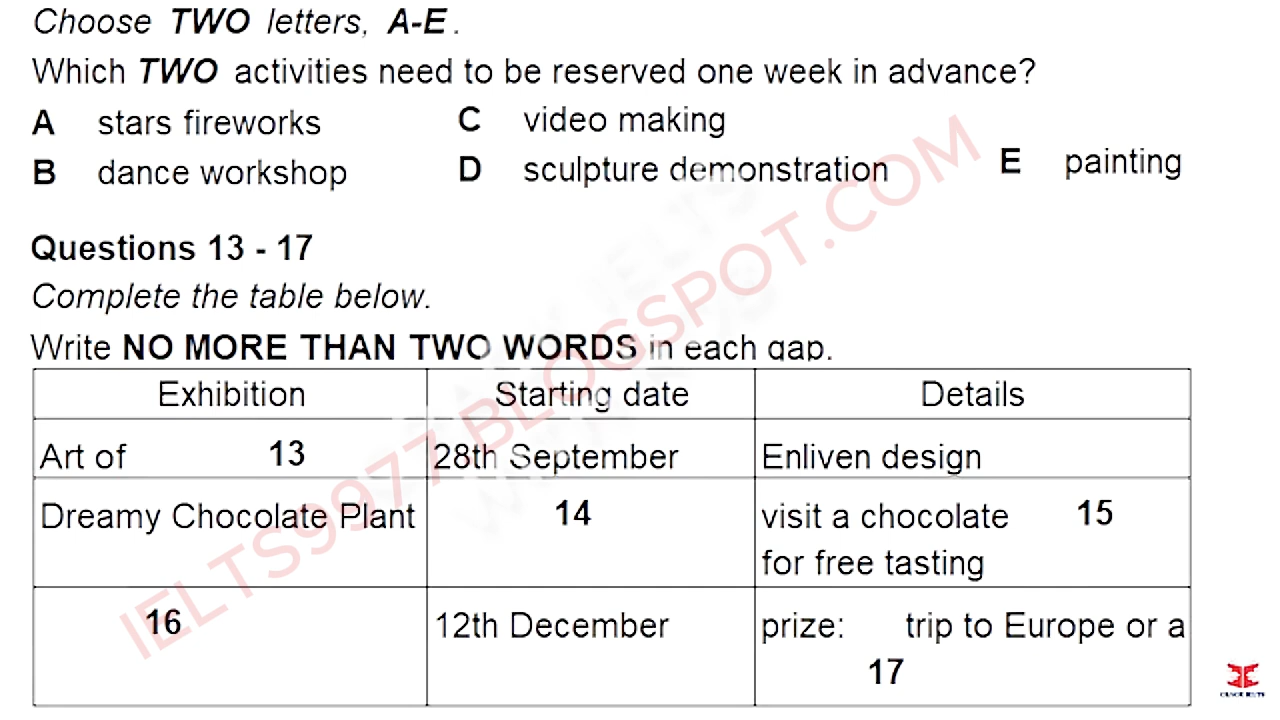 Choose TWO letters, A-E.
Which TWO activities need to be reserved one week in advance?
A stars fireworks C video making
B dance workshop D sculpture demonstration E painting
Questions 13 - 17
Complete the table below.
Write NO MORE THAN TWO WORDS in each gap.
Exhibition Starting date Details
Art of 13 28th September Enliven design
Dreamy Chocolate Plant 14 visit a chocolate 15
for free tasting
16 12th December prize: trip to Europe or a
17
IELTS9977.BLOGSPOT.COM